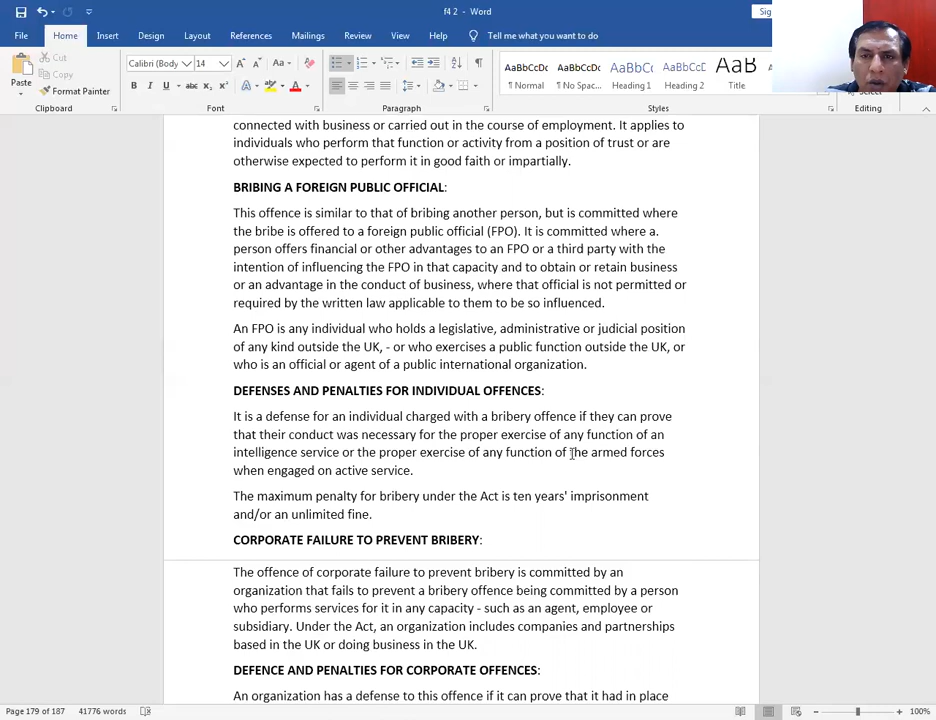 f4 2 - Word
Sig
File Home Insert Design Layout References Mailings Review View Help Tell me what you want to do
Cut
Copy
Paste
Format Painter
Calibri (Body 14
AaBbCcDc AaBbCcDc AaBbCc AaBbCcD AaB
¶ Normal ¶ No Spac... Heading 1 Heading 2 Title
Clipboard Font Paragraph Styles Editing
connected with business or carried out in the course of employment. It applies to
individuals who perform that function or activity from a position of trust or are
otherwise expected to perform it in good faith or impartially.
BRIBING A FOREIGN PUBLIC OFFICIAL:
This offence is similar to that of bribing another person, but is committed where
the bribe is offered to a foreign public official (FPO). It is committed where a.
person offers financial or other advantages to an FPO or a third party with the
intention of influencing the FPO in that capacity and to obtain or retain business
or an advantage in the conduct of business, where that official is not permitted or
required by the written law applicable to them to be so influenced.
An FPO is any individual who holds a legislative, administrative or judicial position
of any kind outside the UK, - or who exercises a public function outside the UK, or
who is an official or agent of a public international organization.
DEFENSES AND PENALTIES FOR INDIVIDUAL OFFENCES:
It is a defense for an individual charged with a bribery offence if they can prove
that their conduct was necessary for the proper exercise of any function of an
intelligence service or the proper exercise of any function of the armed forces
when engaged on active service.
The maximum penalty for bribery under the Act is ten years' imprisonment
and/or an unlimited fine.
CORPORATE FAILURE TO PREVENT BRIBERY:
The offence of corporate failure to prevent bribery is committed by an
organization that fails to prevent a bribery offence being committed by a person
who performs services for it in any capacity - such as an agent, employee or
subsidiary. Under the Act, an organization includes companies and partnerships
based in the UK or doing business in the UK.
DEFENCE AND PENALTIES FOR CORPORATE OFFENCES:
An organization has a defense to this offence if it can prove that it had in place
Page 179 of 187 41776 words 100%